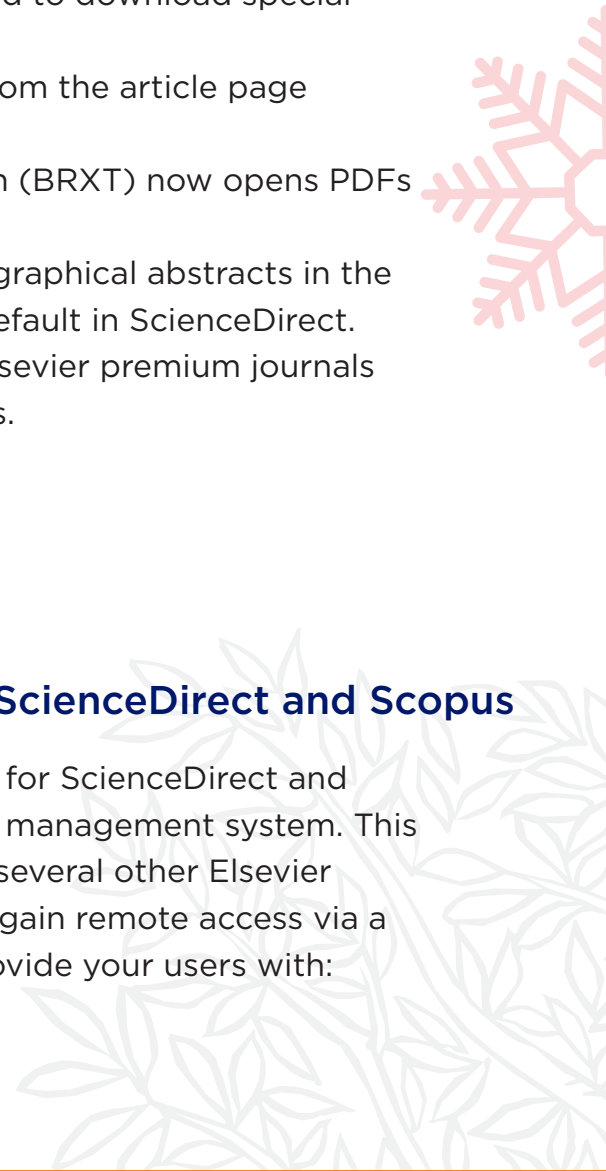 to download special
om the article page
(BRXT) now opens PDFs
graphical abstracts in the
efault in ScienceDirect.
sevier premium journals
s.
ScienceDirect and Scopus
for ScienceDirect and
management system. This
several other Elsevier
gain remote access via a
ovide your users with: